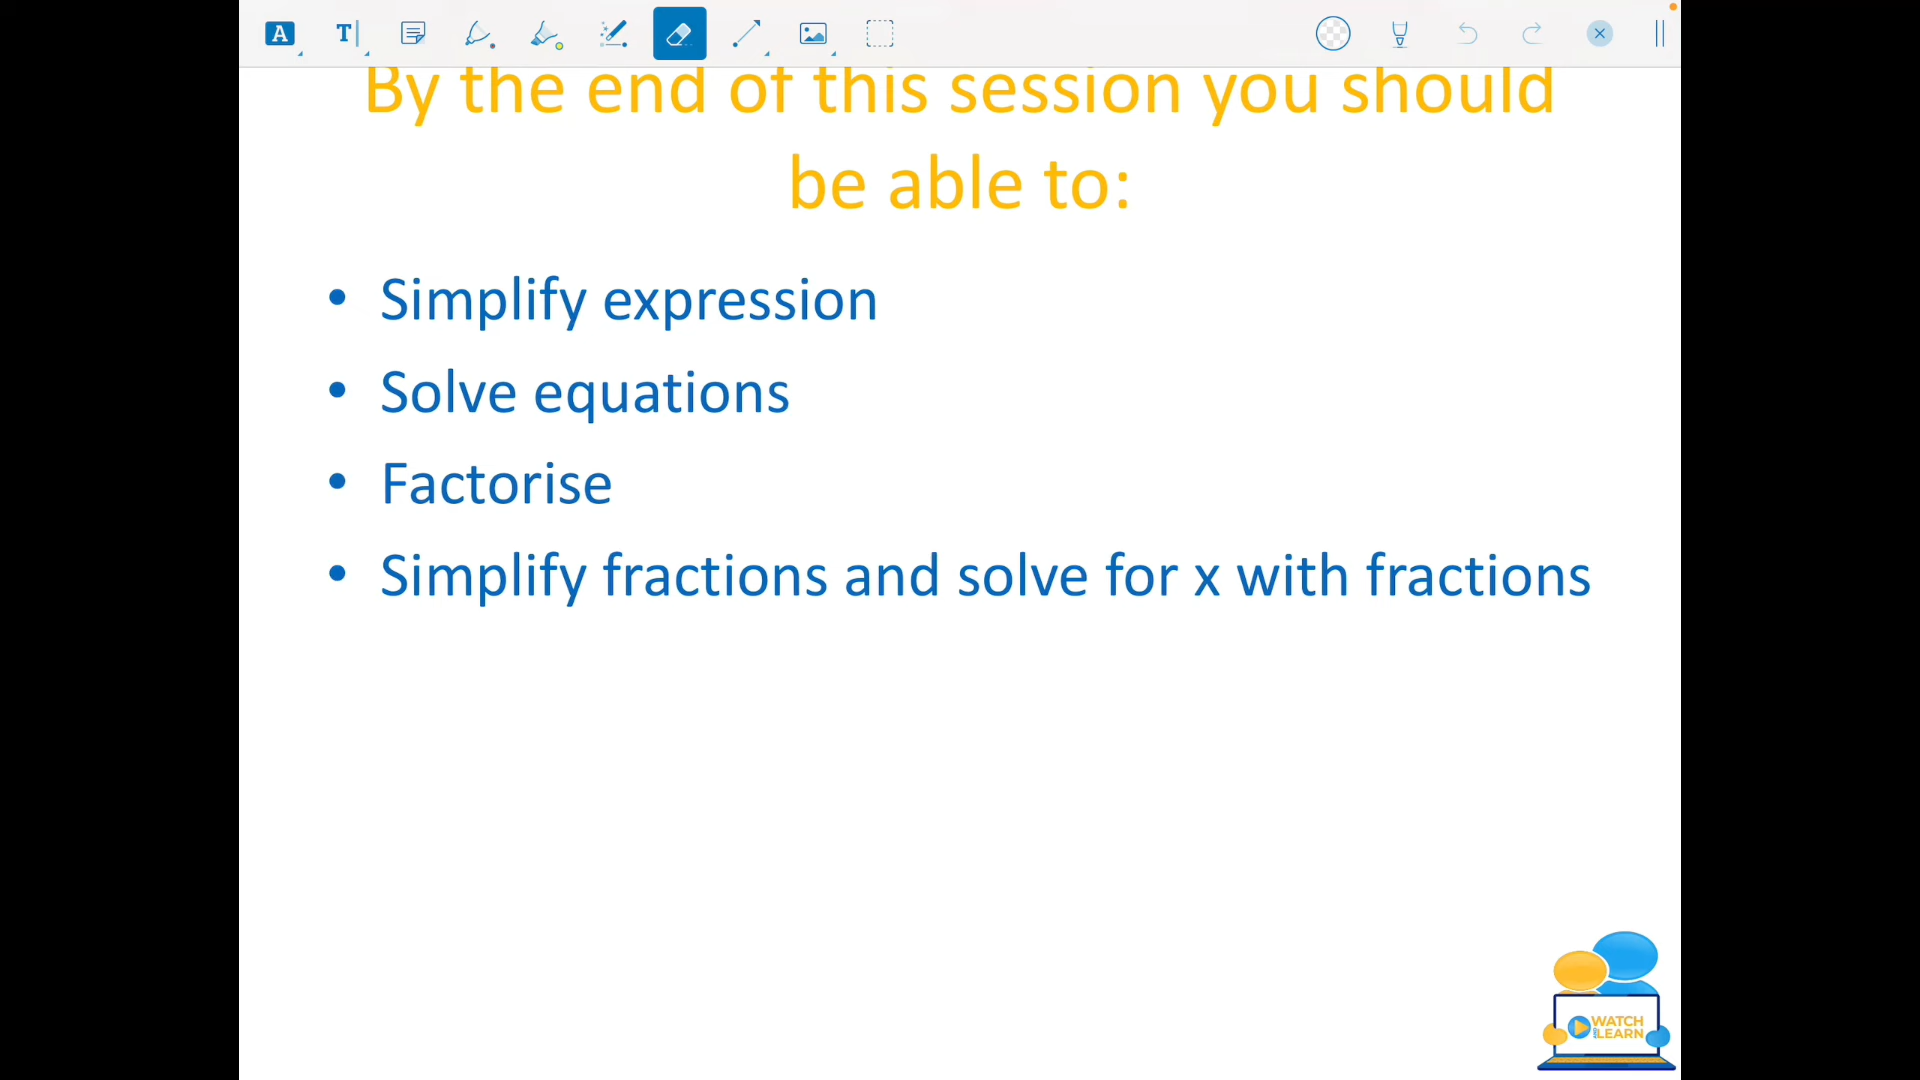 A
T
By the end of this session you should
be able to:
• Simplify expression
• Solve equations
• Factorise
• Simplify fractions and solve for x with fractions
WATCH
LEARN